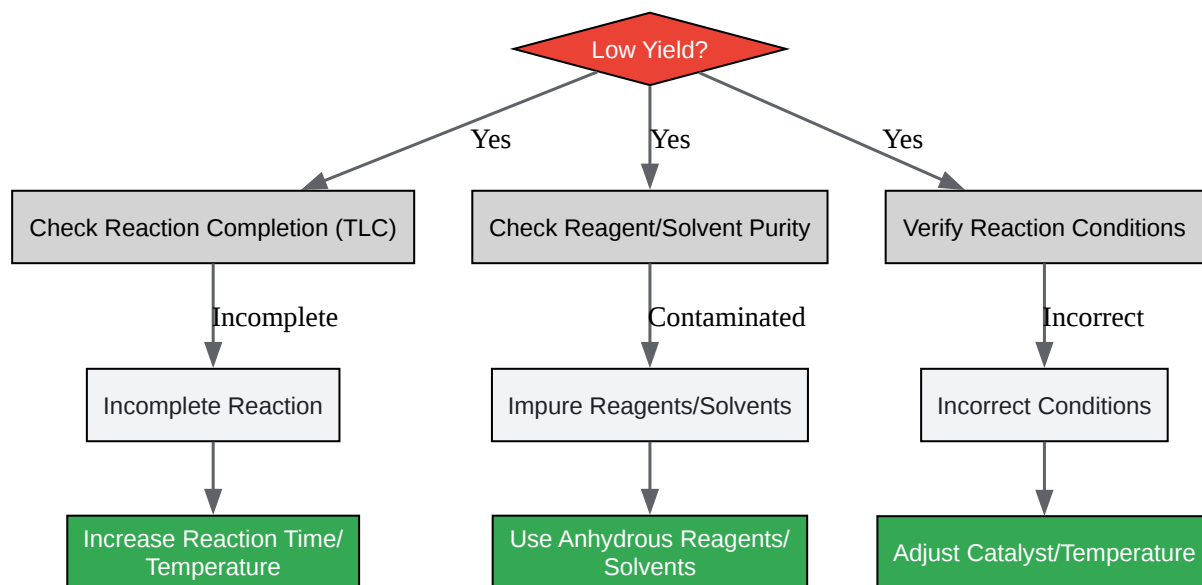 Low Yield?
Yes
Yes
Yes
Check Reaction Completion (TLC)
Check Reagent/Solvent Purity
Verify Reaction Conditions
Incomplete
Contaminated
Incorrect
Incomplete Reaction
Impure Reagents/Solvents
Incorrect Conditions
Increase Reaction Time/
Temperature
Use Anhydrous Reagents/
Solvents
Adjust Catalyst/Temperature